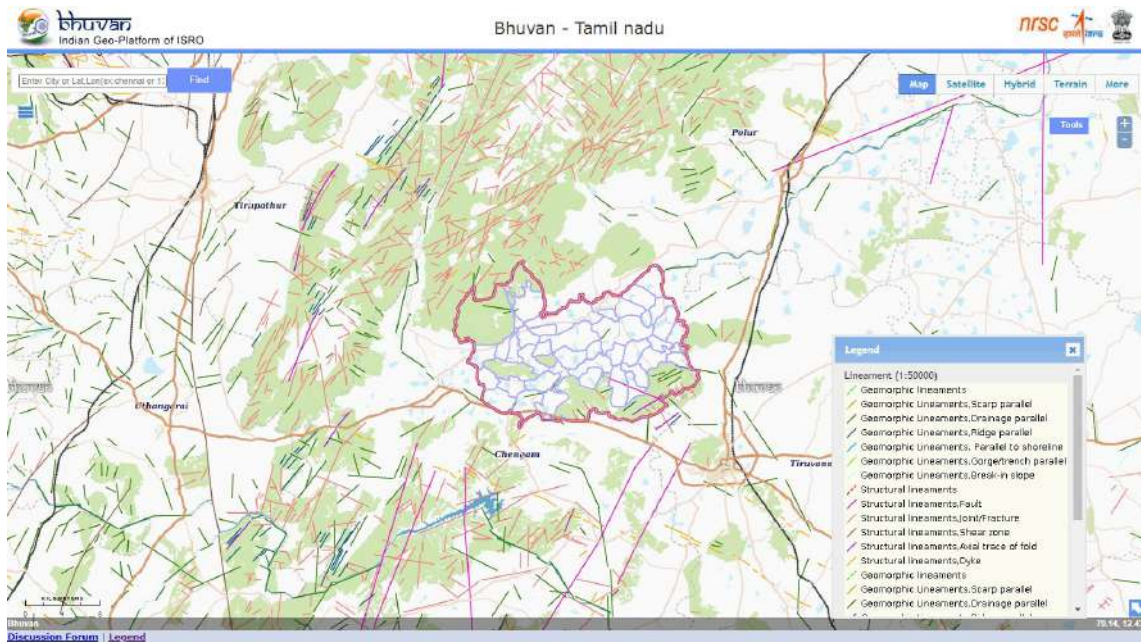 bhuvan
Indian Geo-Platform of ISRO
Bhuvan - Tamil nadu
nrsc
Find
Map Satellite Hybrid Terrain More
Tools
+
-
Polur
Tirupathur
Uthangarai
Chengam
Legend
Lineament (1:50000)
Geomorphic lineaments
Geomorphic Lineaments,Scarp parallel
Geomorphic Lineaments,Drainage parallel
Geomorphic Lineaments,Ridge parallel
Geomorphic Lineaments, Parallel to shoreline
Geomorphic Lineaments,Gorge/trench parallel
Geomorphic Lineaments,Break-in slope
Structural lineaments
Structural lineaments,Fault
Structural lineaments,Joint/Fracture
Structural lineaments,Shear zone
Structural lineaments,Axial trace of fold
Structural lineaments,Dyke
Geomorphic lineaments
Geomorphic Lineaments,Scarp parallel
Geomorphic Lineaments,Drainage parallel
Bhuvan
Discussion Forum | Legend